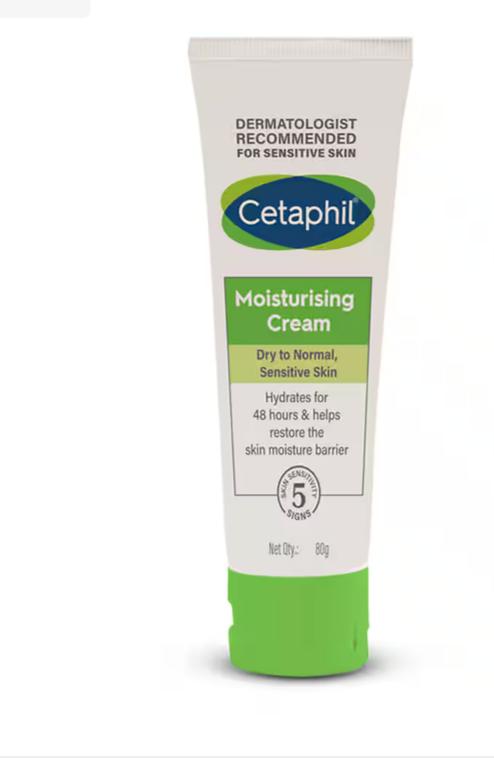 DERMATOLOGIST
RECOMMENDED
FOR SENSITIVE SKIN
Cetaphil®
Moisturising
Cream
Dry to Normal,
Sensitive Skin
Hydrates for
48 hours & helps
restore the
skin moisture barrier
SKIN SENSITIVITY
5
SIGNS
Net Qty.: 80g